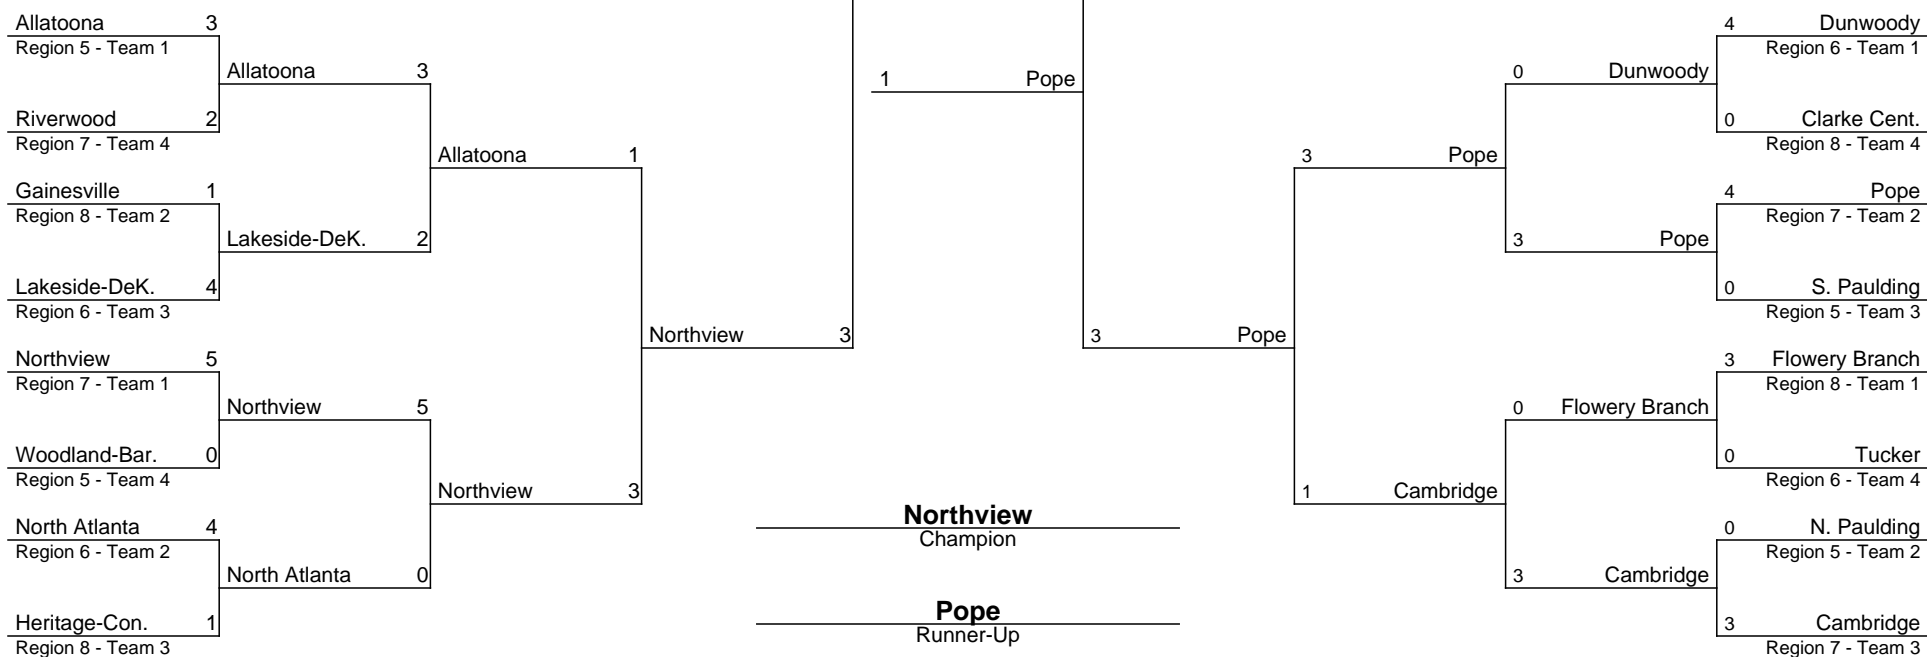 Allatoona 3
Region 5 - Team 1
Riverwood 2
Region 7 - Team 4
Gainesville 1
Region 8 - Team 2
Lakeside-DeK. 4
Region 6 - Team 3
Northview 5
Region 7 - Team 1
Woodland-Bar. 0
Region 5 - Team 4
North Atlanta 4
Region 6 - Team 2
Heritage-Con. 1
Region 8 - Team 3
Allatoona 3
Lakeside-DeK. 2
Northview 5
North Atlanta 0
Allatoona 1
Northview 3
Northview 3
1 Pope
Northview
Champion
Pope
Runner-Up
3 Pope
3 Pope
1 Cambridge
0 Dunwoody
3 Pope
0 Flowery Branch
3 Cambridge
4 Dunwoody
Region 6 - Team 1
0 Clarke Cent.
Region 8 - Team 4
4 Pope
Region 7 - Team 2
0 S. Paulding
Region 5 - Team 3
3 Flowery Branch
Region 8 - Team 1
0 Tucker
Region 6 - Team 4
0 N. Paulding
Region 5 - Team 2
3 Cambridge
Region 7 - Team 3